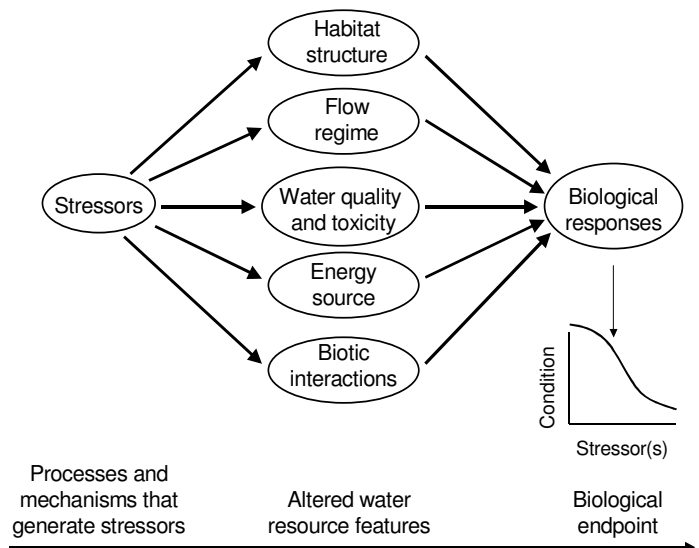 Habitat
structure
Flow
regime
Stressors
Water quality
and toxicity
Biological
responses
Energy
source
Biotic
interactions
Condition
Stressor(s)
Processes and
mechanisms that
generate stressors
Altered water
resource features
Biological
endpoint